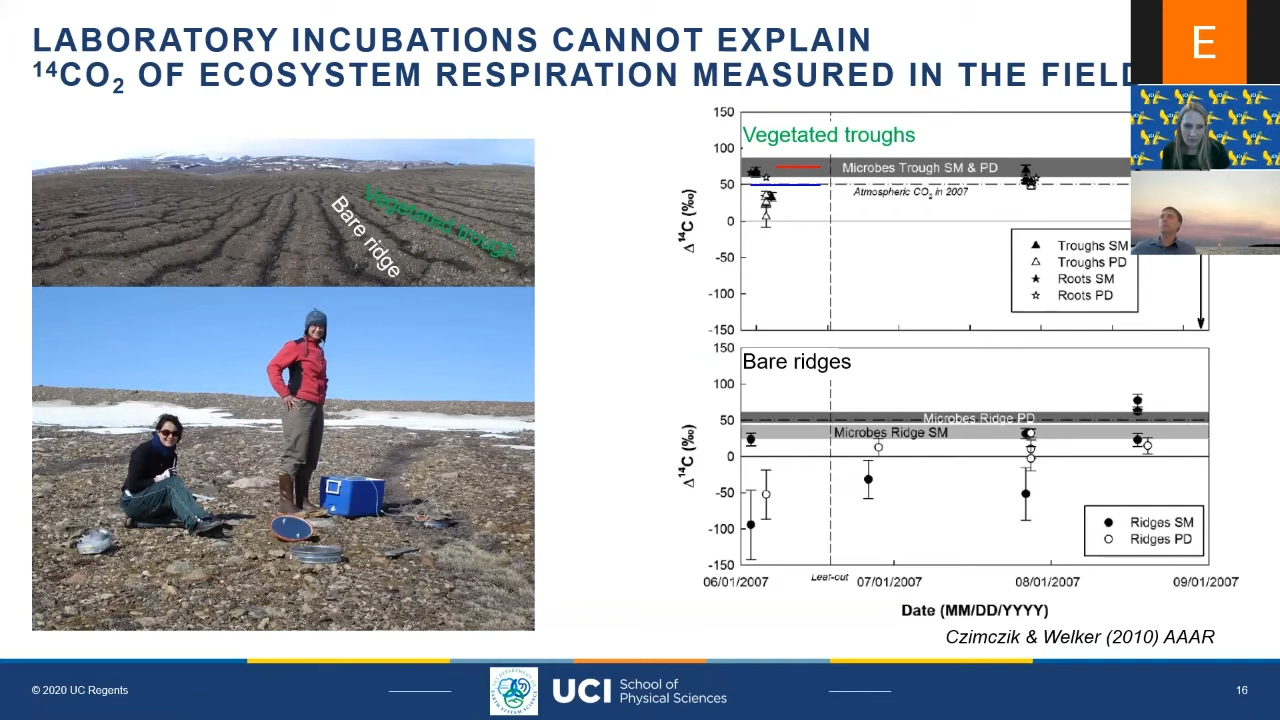 LABORATORY INCUBATIONS CANNOT EXPLAIN
14CO2 OF ECOSYSTEM RESPIRATION MEASURED IN THE FIELD
E
Vegetated trough
Bare ridge
150
100
50
0
-50
-100
-150
Δ14C (‰)
Vegetated troughs
Microbes Trough SM & PD
Atmospheric CO2 in 2007
Troughs SM
Troughs PD
Roots SM
Roots PD
150
100
50
0
-50
-100
-150
Δ14C (‰)
Bare ridges
Microbes Ridge PD
Microbes Ridge SM
Ridges SM
Ridges PD
06/01/2007
Leaf-out
07/01/2007
08/01/2007
09/01/2007
Date (MM/DD/YYYY)
Czimczik & Welker (2010) AAAR
© 2020 UC Regents
UCI School of
Physical Sciences
16